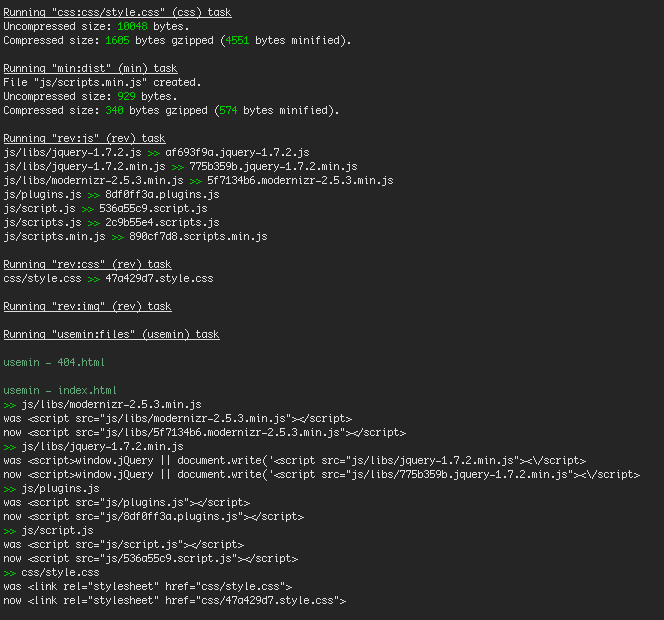 Running "css:css/style.css" (css) task
Uncompressed size: 10048 bytes.
Compressed size: 1605 bytes gzipped (4551 bytes minified).
Running "min:dist" (min) task
File "js/scripts.min.js" created.
Uncompressed size: 929 bytes.
Compressed size: 340 bytes gzipped (574 bytes minified).
Running "rev:js" (rev) task
js/libs/jquery-1.7.2.js >> af693f9a.jquery-1.7.2.js
js/libs/jquery-1.7.2.min.js >> 775b359b.jquery-1.7.2.min.js
js/libs/modernizr-2.5.3.min.js >> 5f7134b6.modernizr-2.5.3.min.js
js/plugins.js >> 8df0ff3a.plugins.js
js/script.js >> 536a55c9.script.js
js/scripts.js >> 2c9b55e4.scripts.js
js/scripts.min.js >> 890cf7d8.scripts.min.js
Running "rev:css" (rev) task
css/style.css >> 47a429d7.style.css
Running "rev:img" (rev) task
Running "usemin:files" (usemin) task
usemin - 404.html
usemin - index.html
>> js/libs/modernizr-2.5.3.min.js
was <script src="js/libs/modernizr-2.5.3.min.js"></script>
now <script src="js/libs/5f7134b6.modernizr-2.5.3.min.js"></script>
>> js/libs/jquery-1.7.2.min.js
was <script>window.jQuery || document.write('<script src="js/libs/jquery-1.7.2.min.js"><\/script>
now <script>window.jQuery || document.write('<script src="js/libs/775b359b.jquery-1.7.2.min.js"><\/script>
>> js/plugins.js
was <script src="js/plugins.js"></script>
now <script src="js/8df0ff3a.plugins.js"></script>
>> js/script.js
was <script src="js/script.js"></script>
now <script src="js/536a55c9.script.js"></script>
>> css/style.css
was <link rel="stylesheet" href="css/style.css">
now <link rel="stylesheet" href="css/47a429d7.style.css">